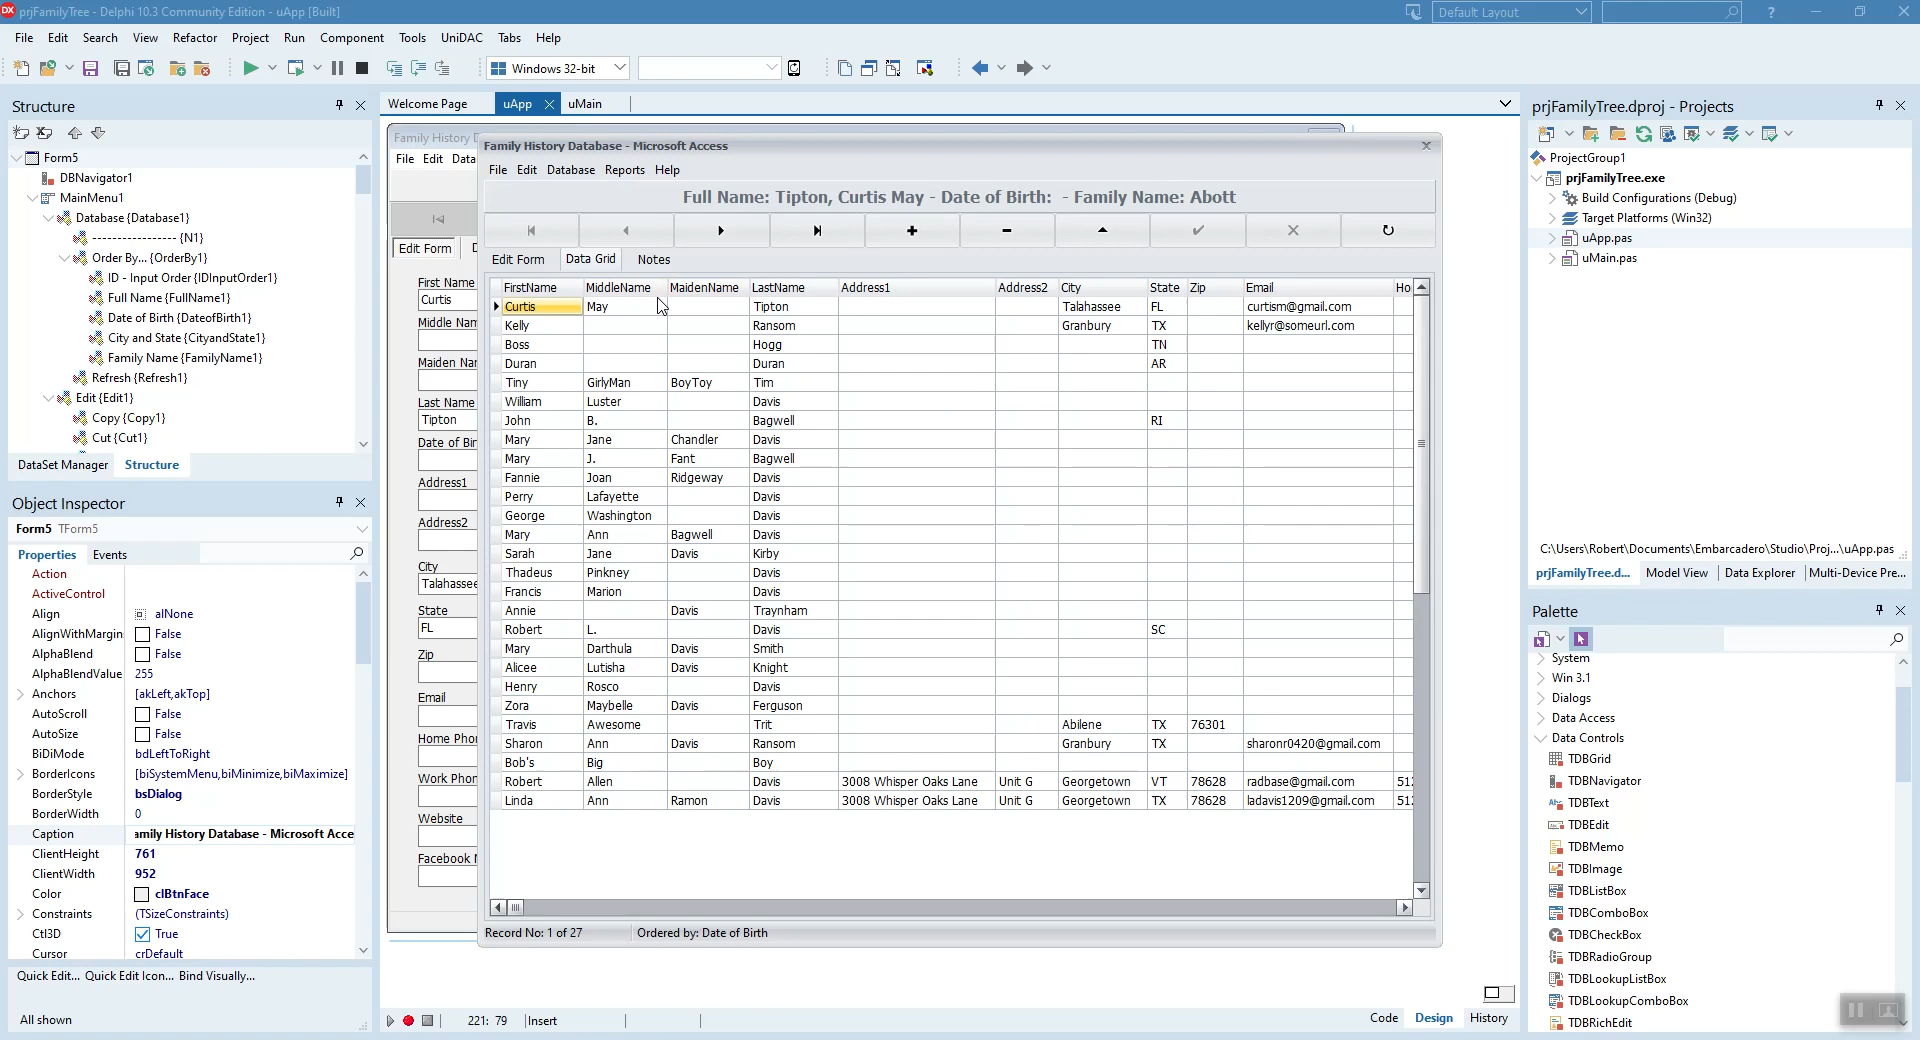 prjFamilyTree - Delphi 10.3 Community Edition - uApp [Built]
Default Layout
File Edit Search View Refactor Project Run Component Tools UniDAC Tabs Help
Windows 32-bit
Structure
Form5
DBNavigator1
MainMenu1
Database {Database1}
------------------ {N1}
Order By... {OrderBy1}
ID - Input Order {IDInputOrder1}
Full Name {FullName1}
Date of Birth {DateofBirth1}
City and State {CityandState1}
Family Name {FamilyName1}
Refresh {Refresh1}
Edit {Edit1}
Copy {Copy1}
Cut {Cut1}
DataSet Manager Structure
Object Inspector
Form5 TForm5
Properties Events
Action
ActiveControl
Align alNone
AlignWithMargin False
AlphaBlend False
AlphaBlendValue 255
Anchors [akLeft,akTop]
AutoScroll False
AutoSize False
BiDiMode bdLeftToRight
BorderIcons [biSystemMenu,biMinimize,biMaximize]
BorderStyle bsDialog
BorderWidth 0
Caption amily History Database - Microsoft Acce
ClientHeight 761
ClientWidth 952
Color clBtnFace
Constraints (TSizeConstraints)
Ctl3D True
Cursor crDefault
Quick Edit... Quick Edit Icon... Bind Visually...
All shown
Welcome Page uApp uMain
Family History D
File Edit Data
Edit Form D
First Name
Curtis
Middle Nam
Maiden Nar
Last Name
Tipton
Date of Bir
Address1
Address2
City
Talahassee
State
FL
Zip
Email
Home Phor
Work Phon
Website
Facebook N
Family History Database - Microsoft Access
File Edit Database Reports Help
Full Name: Tipton, Curtis May - Date of Birth: - Family Name: Abott
Edit Form Data Grid Notes
FirstName MiddleName MaidenName LastName Address1 Address2 City State Zip Email Ho
Curtis May Tipton Talahassee FL curtism@gmail.com
Kelly Ransom Granbury TX kellyr@someurl.com
Boss Hogg TN
Duran Duran AR
Tiny GirlyMan BoyToy Tim
William Luster Davis
John B. Bagwell RI
Mary Jane Chandler Davis
Mary J. Fant Bagwell
Fannie Joan Ridgeway Davis
Perry Lafayette Davis
George Washington Davis
Mary Ann Bagwell Davis
Sarah Jane Davis Kirby
Thadeus Pinkney Davis
Francis Marion Davis
Annie Davis Traynham
Robert L. Davis SC
Mary Darthula Davis Smith
Alicee Lutisha Davis Knight
Henry Rosco Davis
Zora Maybelle Davis Ferguson
Travis Awesome Trit Abilene TX 76301
Sharon Ann Davis Ransom Granbury TX sharonr0420@gmail.com
Bob's Big Boy
Robert Allen Davis 3008 Whisper Oaks Lane Unit G Georgetown VT 78628 radbase@gmail.com 512
Linda Ann Ramon Davis 3008 Whisper Oaks Lane Unit G Georgetown TX 78628 ladavis1209@gmail.com 512
Record No: 1 of 27 Ordered by: Date of Birth
221: 79 Insert
Code Design History
prjFamilyTree.dproj - Projects
ProjectGroup1
prjFamilyTree.exe
Build Configurations (Debug)
Target Platforms (Win32)
uApp.pas
uMain.pas
C:\Users\Robert\Documents\Embarcadero\Studio\Proj...\uApp.pas
prjFamilyTree.d... Model View Data Explorer Multi-Device Pre...
Palette
System
Win 3.1
Dialogs
Data Access
Data Controls
TDBGrid
TDBNavigator
TDBText
TDBEdit
TDBMemo
TDBImage
TDBListBox
TDBComboBox
TDBCheckBox
TDBRadioGroup
TDBLookupListBox
TDBLookupComboBox
TDBRichEdit